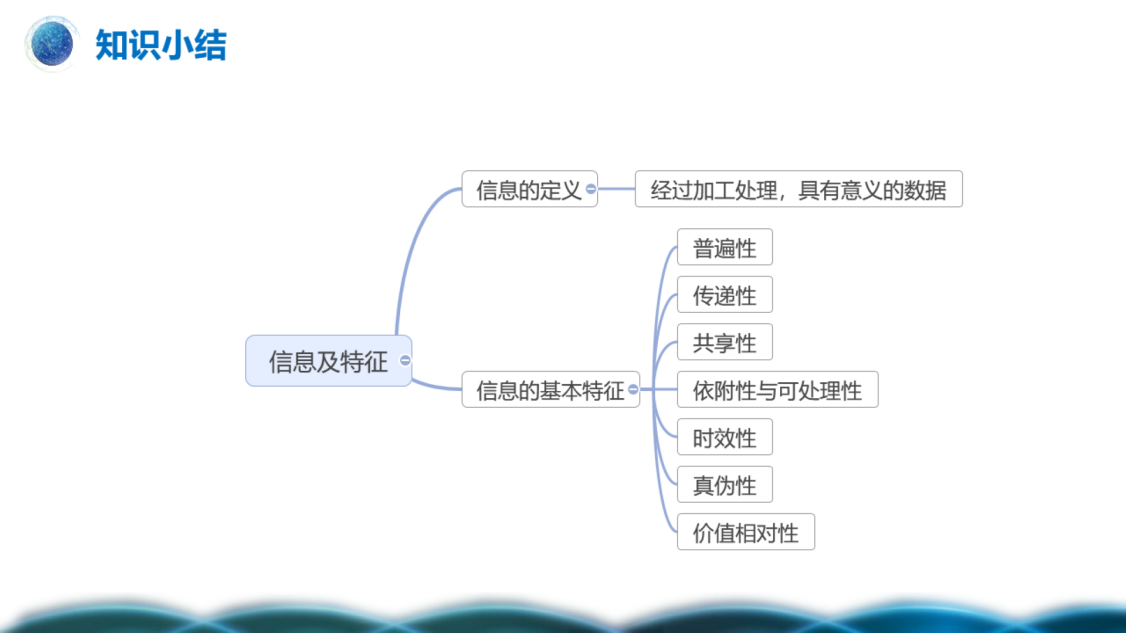 知识小结
信息及特征
信息的定义
经过加工处理，具有意义的数据
信息的基本特征
普遍性
传递性
共享性
依附性与可处理性
时效性
真伪性
价值相对性